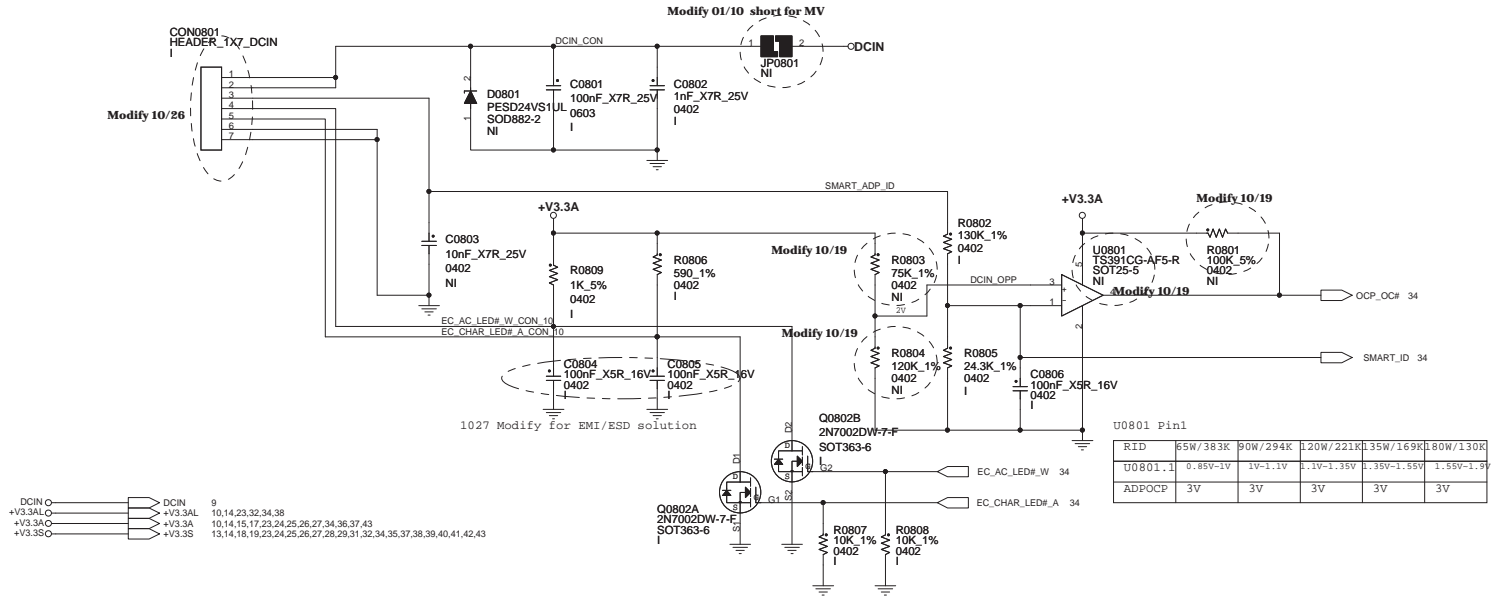 Modify 01/10 short for MV
CON0801
HEADER_1X7_DCIN
I
Modify 10/26
1
2
3
4
5
6
7
DCIN_CON
1
2
DCIN
JP0801
NI
2
1
D0801
PESD24VS1UL
SOD882-2
NI
C0801
100nF_X7R_25V
0603
I
C0802
1nF_X7R_25V
0402
I
SMART_ADP_ID
C0803
10nF_X7R_25V
0402
NI
+V3.3A
R0809
1K_5%
0402
I
R0806
590_1%
0402
I
Modify 10/19
R0803
75K_1%
0402
NI
2V
R0802
130K_1%
0402
I
DCIN_OPP
+V3.3A
U0801
TS391CG-AF5-R
SOT25-5
NI
5
3
1
2
+
-
Modify 10/19
Modify 10/19
R0801
100K_5%
0402
NI
OCP_OC# 34
SMART_ID 34
EC_AC_LED#_W_CON_10
EC_CHAR_LED#_A_CON_10
Modify 10/19
R0804
120K_1%
0402
NI
R0805
24.3K_1%
0402
I
C0806
100nF_X5R_16V
0402
I
C0804
100nF_X5R_16V
0402
I
C0805
100nF_X5R_16V
0402
I
1027 Modify for EMI/ESD solution
Q0802B
2N7002DW-7-F
SOT363-6
I
D2
D
G
G2
S
S2
D1
D
G
G1
S
S1
Q0802A
2N7002DW-7-F
SOT363-6
I
EC_AC_LED#_W 34
EC_CHAR_LED#_A 34
R0807
10K_1%
0402
I
R0808
10K_1%
0402
I
U0801 Pin1
RID 65W/383K 90W/294K 120W/221K 135W/169K 180W/130K
U0801.1 0.85V-1V 1V-1.1V 1.1V-1.35V 1.35V-1.55V 1.55V-1.9V
ADPOCP 3V 3V 3V 3V 3V
DCIN DCIN 9
+V3.3AL +V3.3AL 10,14,23,32,34,38
+V3.3A +V3.3A 10,14,15,17,23,24,25,26,27,34,36,37,43
+V3.3S +V3.3S 13,14,18,19,23,24,25,26,27,28,29,31,32,34,35,37,38,39,40,41,42,43